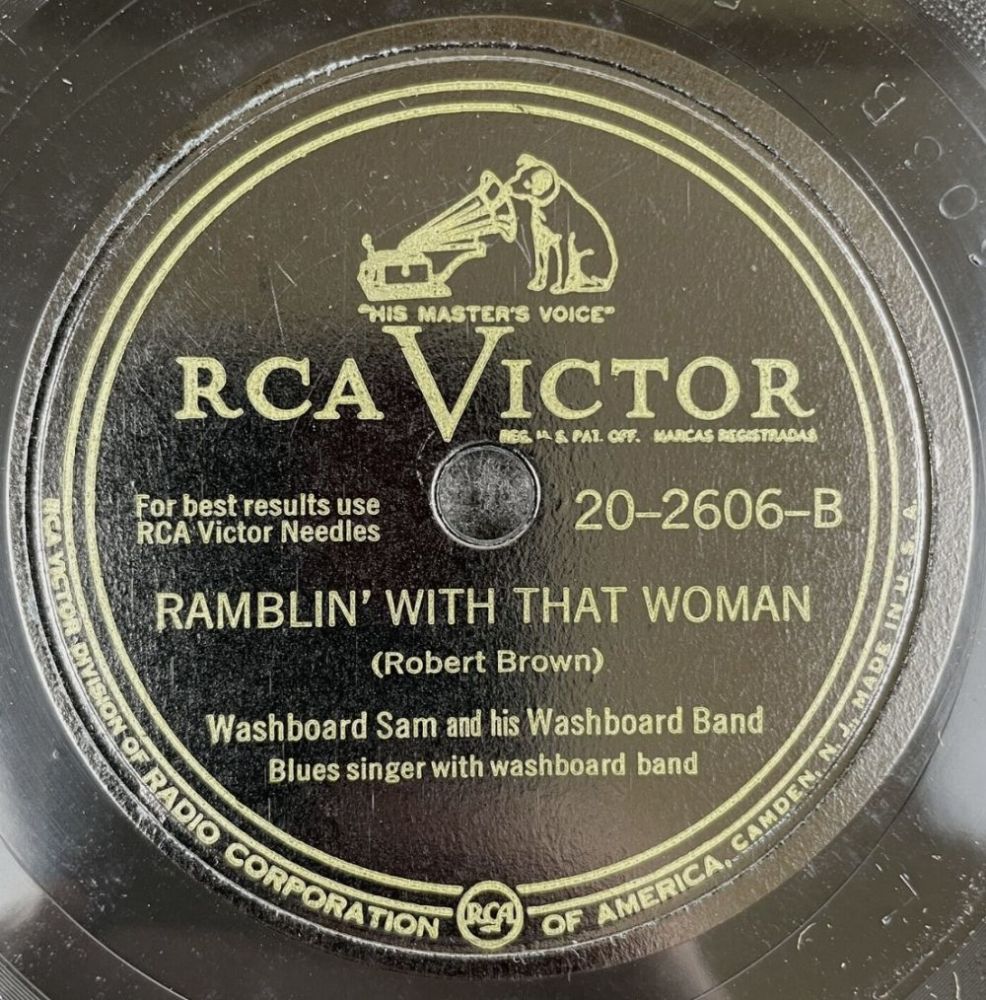 "HIS MASTER'S VOICE"
RCA VICTOR
REG. U. S. PAT. OFF. MARCAS REGISTRADAS
For best results use
RCA Victor Needles
20-2606-B
RAMBLIN' WITH THAT WOMAN
(Robert Brown)
Washboard Sam and his Washboard Band
Blues singer with washboard band
RCA VICTOR DIVISION OF RADIO CORPORATION RCA OF AMERICA, CAMDEN, N. J. MADE IN U. S. A.